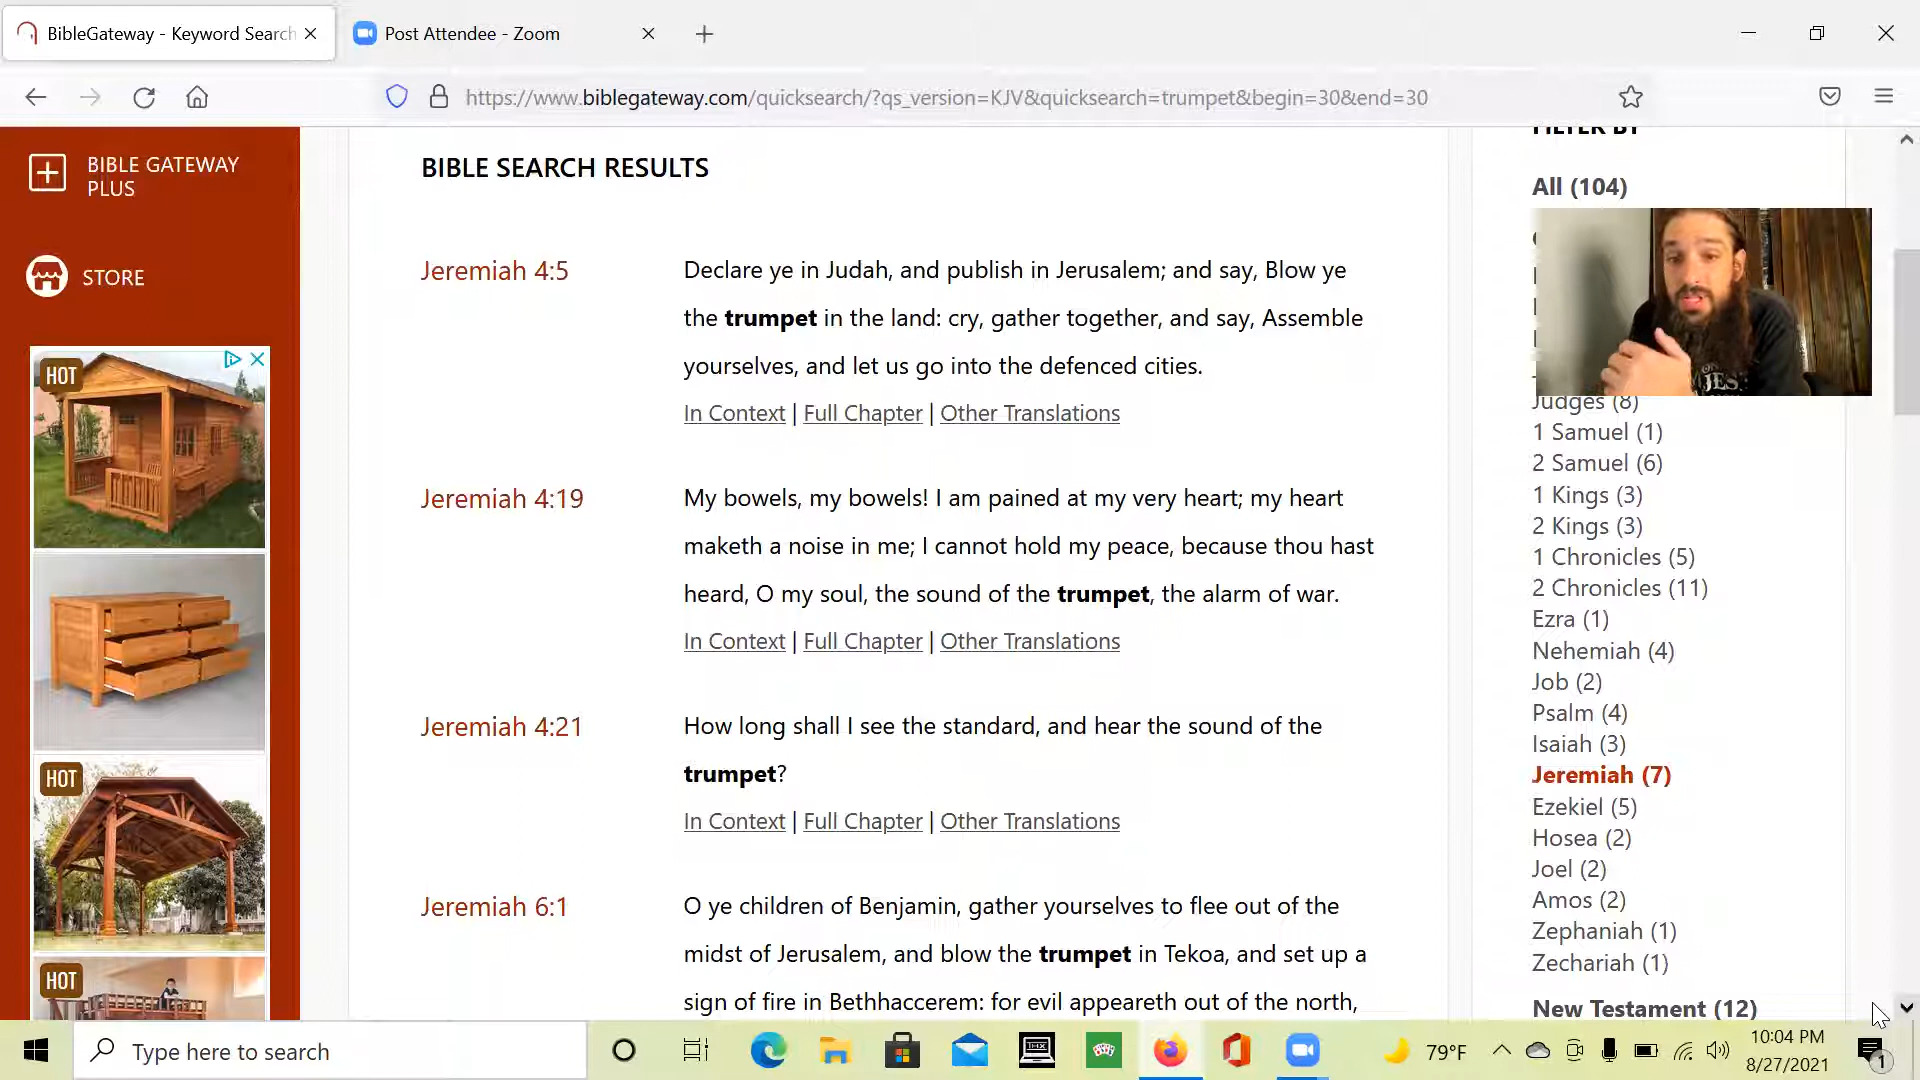 BibleGateway - Keyword Search
Post Attendee - Zoom
https://www.biblegateway.com/quicksearch/?qs_version=KJV&quicksearch=trumpet&begin=30&end=30
BIBLE GATEWAY
PLUS
STORE
HOT
HOT
HOT
BIBLE SEARCH RESULTS
Jeremiah 4:5
Declare ye in Judah, and publish in Jerusalem; and say, Blow ye
the trumpet in the land: cry, gather together, and say, Assemble
yourselves, and let us go into the defenced cities.
In Context | Full Chapter | Other Translations
Jeremiah 4:19
My bowels, my bowels! I am pained at my very heart; my heart
maketh a noise in me; I cannot hold my peace, because thou hast
heard, O my soul, the sound of the trumpet, the alarm of war.
In Context | Full Chapter | Other Translations
Jeremiah 4:21
How long shall I see the standard, and hear the sound of the
trumpet?
In Context | Full Chapter | Other Translations
Jeremiah 6:1
O ye children of Benjamin, gather yourselves to flee out of the
midst of Jerusalem, and blow the trumpet in Tekoa, and set up a
sign of fire in Bethhaccerem: for evil appeareth out of the north,
FILTER BY
All (104)
Judges (8)
1 Samuel (1)
2 Samuel (6)
1 Kings (3)
2 Kings (3)
1 Chronicles (5)
2 Chronicles (11)
Ezra (1)
Nehemiah (4)
Job (2)
Psalm (4)
Isaiah (3)
Jeremiah (7)
Ezekiel (5)
Hosea (2)
Joel (2)
Amos (2)
Zephaniah (1)
Zechariah (1)
New Testament (12)
Type here to search
79°F
10:04 PM
8/27/2021
1